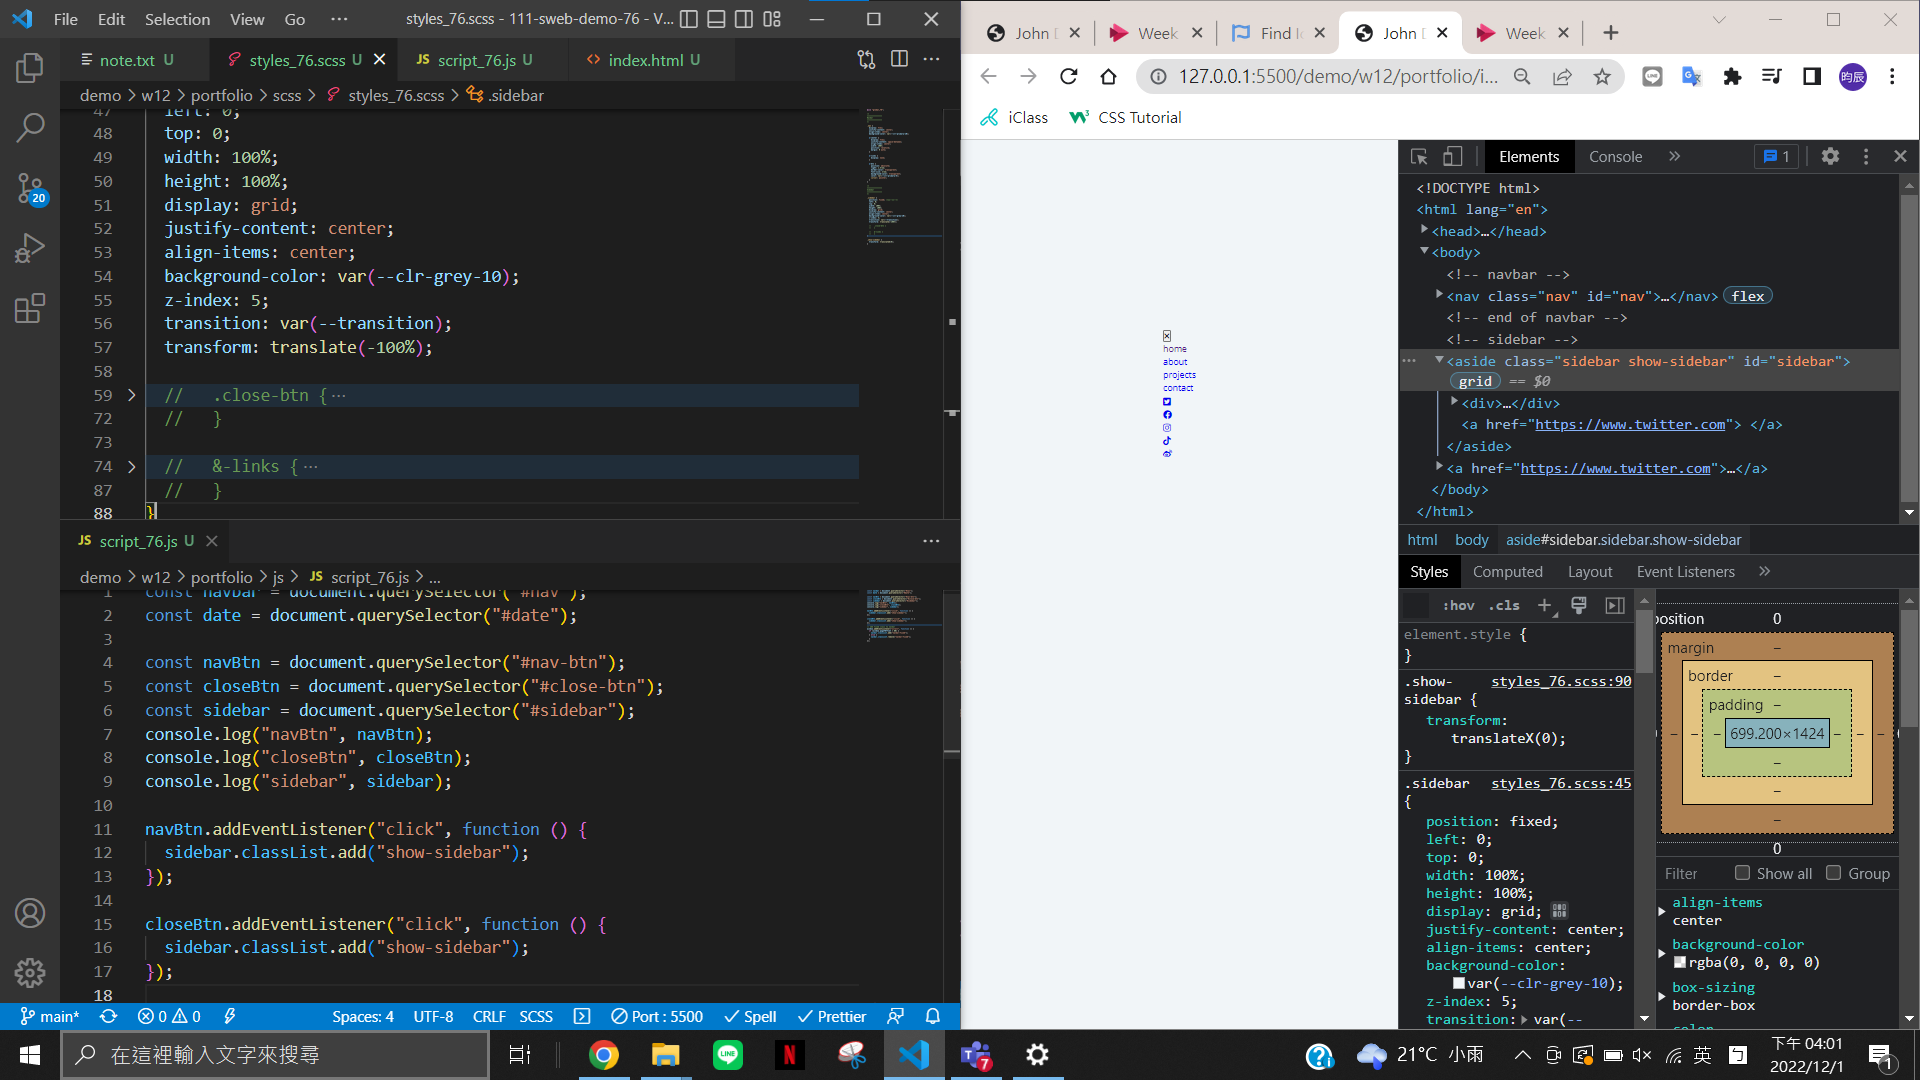 File Edit Selection View Go ··· styles_76.scss - 111-sweb-demo-76 - V...
note.txt U styles_76.scss U script_76.js U index.html U
demo > w12 > portfolio > scss > styles_76.scss > .sidebar
47 left: 0;
48 top: 0;
49 width: 100%;
50 height: 100%;
51 display: grid;
52 justify-content: center;
53 align-items: center;
54 background-color: var(--clr-grey-10);
55 z-index: 5;
56 transition: var(--transition);
57 transform: translate(-100%);
58
59 // .close-btn {···
72 // }
73
74 // &-links {···
87 // }
88 }
20
JS script_76.js U
demo > w12 > portfolio > js > JS script_76.js > ...
1 const navbar = document.querySelector("#nav");
2 const date = document.querySelector("#date");
3
4 const navBtn = document.querySelector("#nav-btn");
5 const closeBtn = document.querySelector("#close-btn");
6 const sidebar = document.querySelector("#sidebar");
7 console.log("navBtn", navBtn);
8 console.log("closeBtn", closeBtn);
9 console.log("sidebar", sidebar);
10
11 navBtn.addEventListener("click", function () {
12 sidebar.classList.add("show-sidebar");
13 });
14
15 closeBtn.addEventListener("click", function () {
16 sidebar.classList.add("show-sidebar");
17 });
18
main* 0 0 Spaces: 4 UTF-8 CRLF SCSS Port : 5500 Spell Prettier
John Week Find John Week
127.0.0.1:5500/demo/w12/portfolio/i... 昀辰
iClass CSS Tutorial
home
about
projects
contact
Elements Console » 1
<!DOCTYPE html>
<html lang="en">
<head>…</head>
<body>
<!-- navbar -->
<nav class="nav" id="nav">…</nav> flex
<!-- end of navbar -->
<!-- sidebar -->
<aside class="sidebar show-sidebar" id="sidebar">
grid == $0
<div>…</div>
<a href="https://www.twitter.com"> </a>
</aside>
<a href="https://www.twitter.com">…</a>
</body>
</html>
html body aside#sidebar.sidebar.show-sidebar
Styles Computed Layout Event Listeners »
:hov .cls +
element.style {
}
.show-sidebar { styles_76.scss:90
transform:
translateX(0);
}
.sidebar styles_76.scss:45
{
position: fixed;
left: 0;
top: 0;
width: 100%;
height: 100%;
display: grid;
justify-content: center;
align-items: center;
background-color:
var(--clr-grey-10);
z-index: 5;
transition: var(--
position 0
margin –
border –
padding –
699.200×1424
0
Filter Show all Group
align-items
center
background-color
rgba(0, 0, 0, 0)
box-sizing
border-box
color
在這裡輸入文字來搜尋
LINE N 7 21°C 小雨 英 下午 04:01
2022/12/1 1